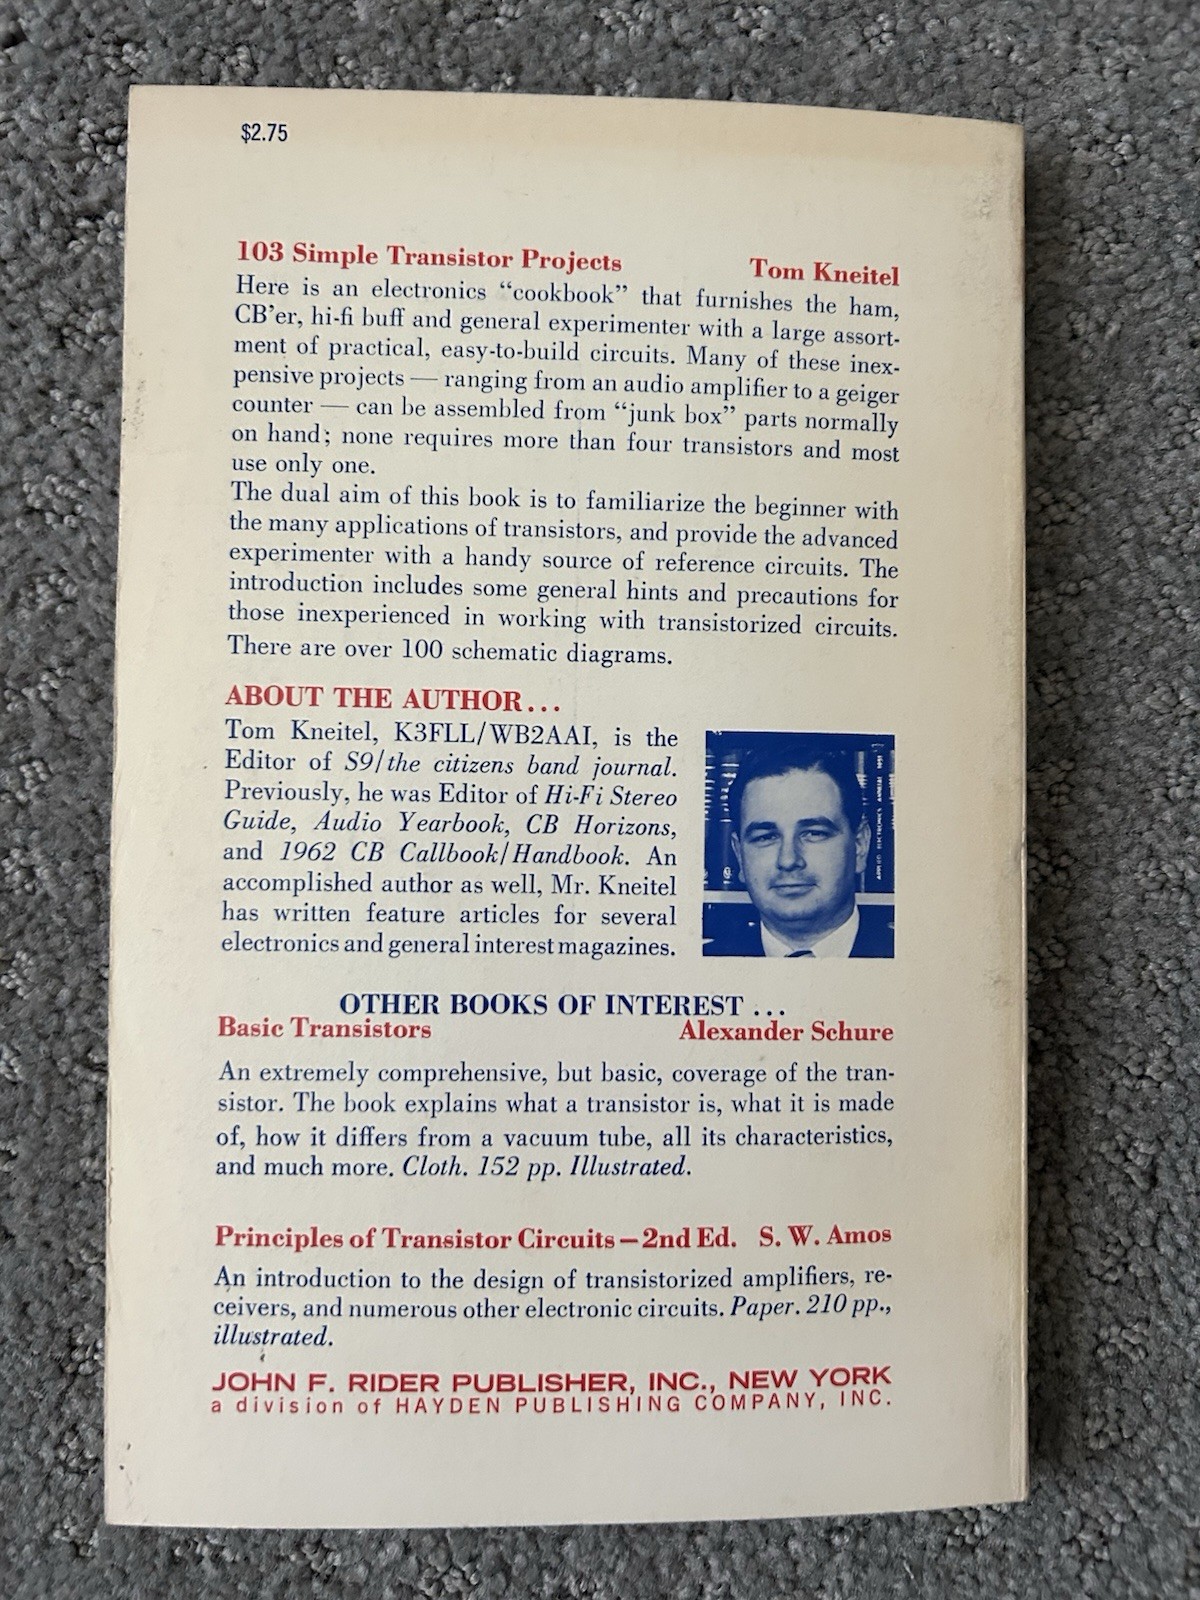 $2.75
103 Simple Transistor Projects Tom Kneitel
Here is an electronics “cookbook” that furnishes the ham,
CB’er, hi-fi buff and general experimenter with a large assort-
ment of practical, easy-to-build circuits. Many of these inex-
pensive projects — ranging from an audio amplifier to a geiger
counter — can be assembled from “junk box” parts normally
on hand; none requires more than four transistors and most
use only one.
The dual aim of this book is to familiarize the beginner with
the many applications of transistors, and provide the advanced
experimenter with a handy source of reference circuits. The
introduction includes some general hints and precautions for
those inexperienced in working with transistorized circuits.
There are over 100 schematic diagrams.
ABOUT THE AUTHOR...
Tom Kneitel, K3FLL/WB2AAI, is the
Editor of S9/the citizens band journal.
Previously, he was Editor of Hi-Fi Stereo
Guide, Audio Yearbook, CB Horizons,
and 1962 CB Callbook/Handbook. An
accomplished author as well, Mr. Kneitel
has written feature articles for several
electronics and general interest magazines.
OTHER BOOKS OF INTEREST ...
Basic Transistors Alexander Schure
An extremely comprehensive, but basic, coverage of the tran-
sistor. The book explains what a transistor is, what it is made
of, how it differs from a vacuum tube, all its characteristics,
and much more. Cloth. 152 pp. Illustrated.
Principles of Transistor Circuits—2nd Ed. S. W. Amos
An introduction to the design of transistorized amplifiers, re-
ceivers, and numerous other electronic circuits. Paper. 210 pp.,
illustrated.
JOHN F. RIDER PUBLISHER, INC., NEW YORK
a division of HAYDEN PUBLISHING COMPANY, INC.